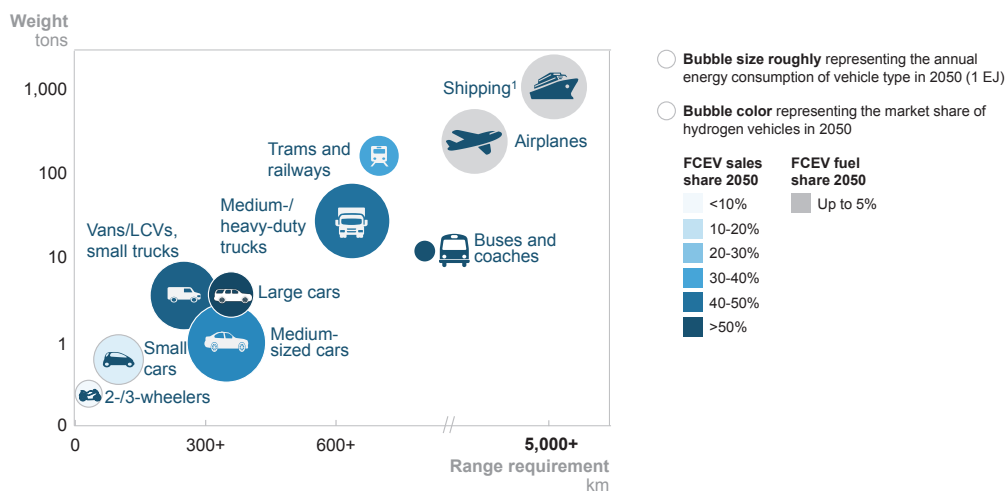 Weight
tons
1,000
100
10
1
0
0
300+
600+
5,000+
Range requirement
km
Shipping1
Airplanes
Trams and
railways
Medium-/
heavy-duty
trucks
Vans/LCVs,
small trucks
Buses and
coaches
Large cars
Medium-
sized cars
Small
cars
2-/3-wheelers
Bubble size roughly representing the annual
energy consumption of vehicle type in 2050 (1 EJ)
Bubble color representing the market share of
hydrogen vehicles in 2050
FCEV sales
share 2050
<10%
10-20%
20-30%
30-40%
40-50%
>50%
FCEV fuel
share 2050
Up to 5%